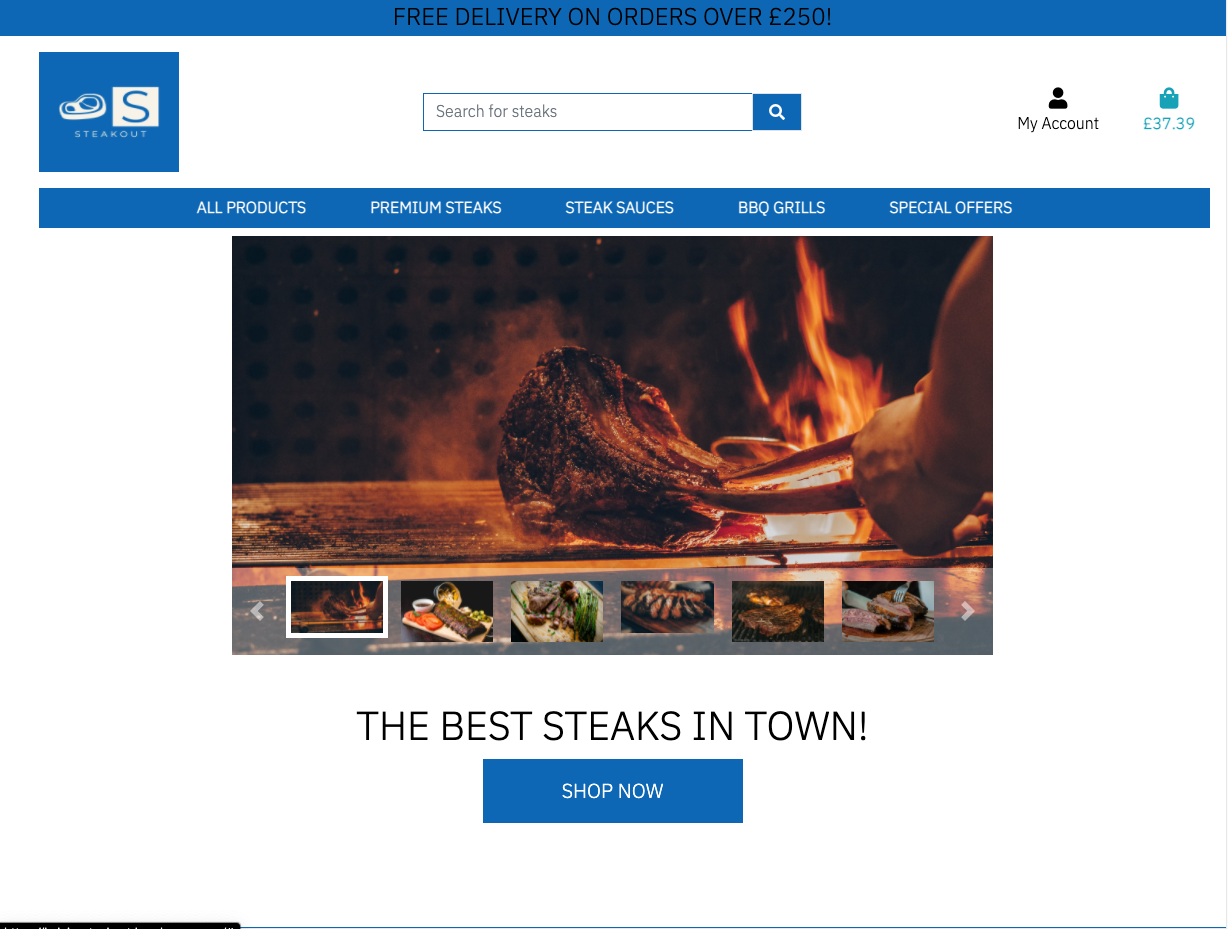 FREE DELIVERY ON ORDERS OVER £250!
S
STEAKOUT
Search for steaks
My Account
£37.39
ALL PRODUCTS PREMIUM STEAKS STEAK SAUCES BBQ GRILLS SPECIAL OFFERS
THE BEST STEAKS IN TOWN!
SHOP NOW